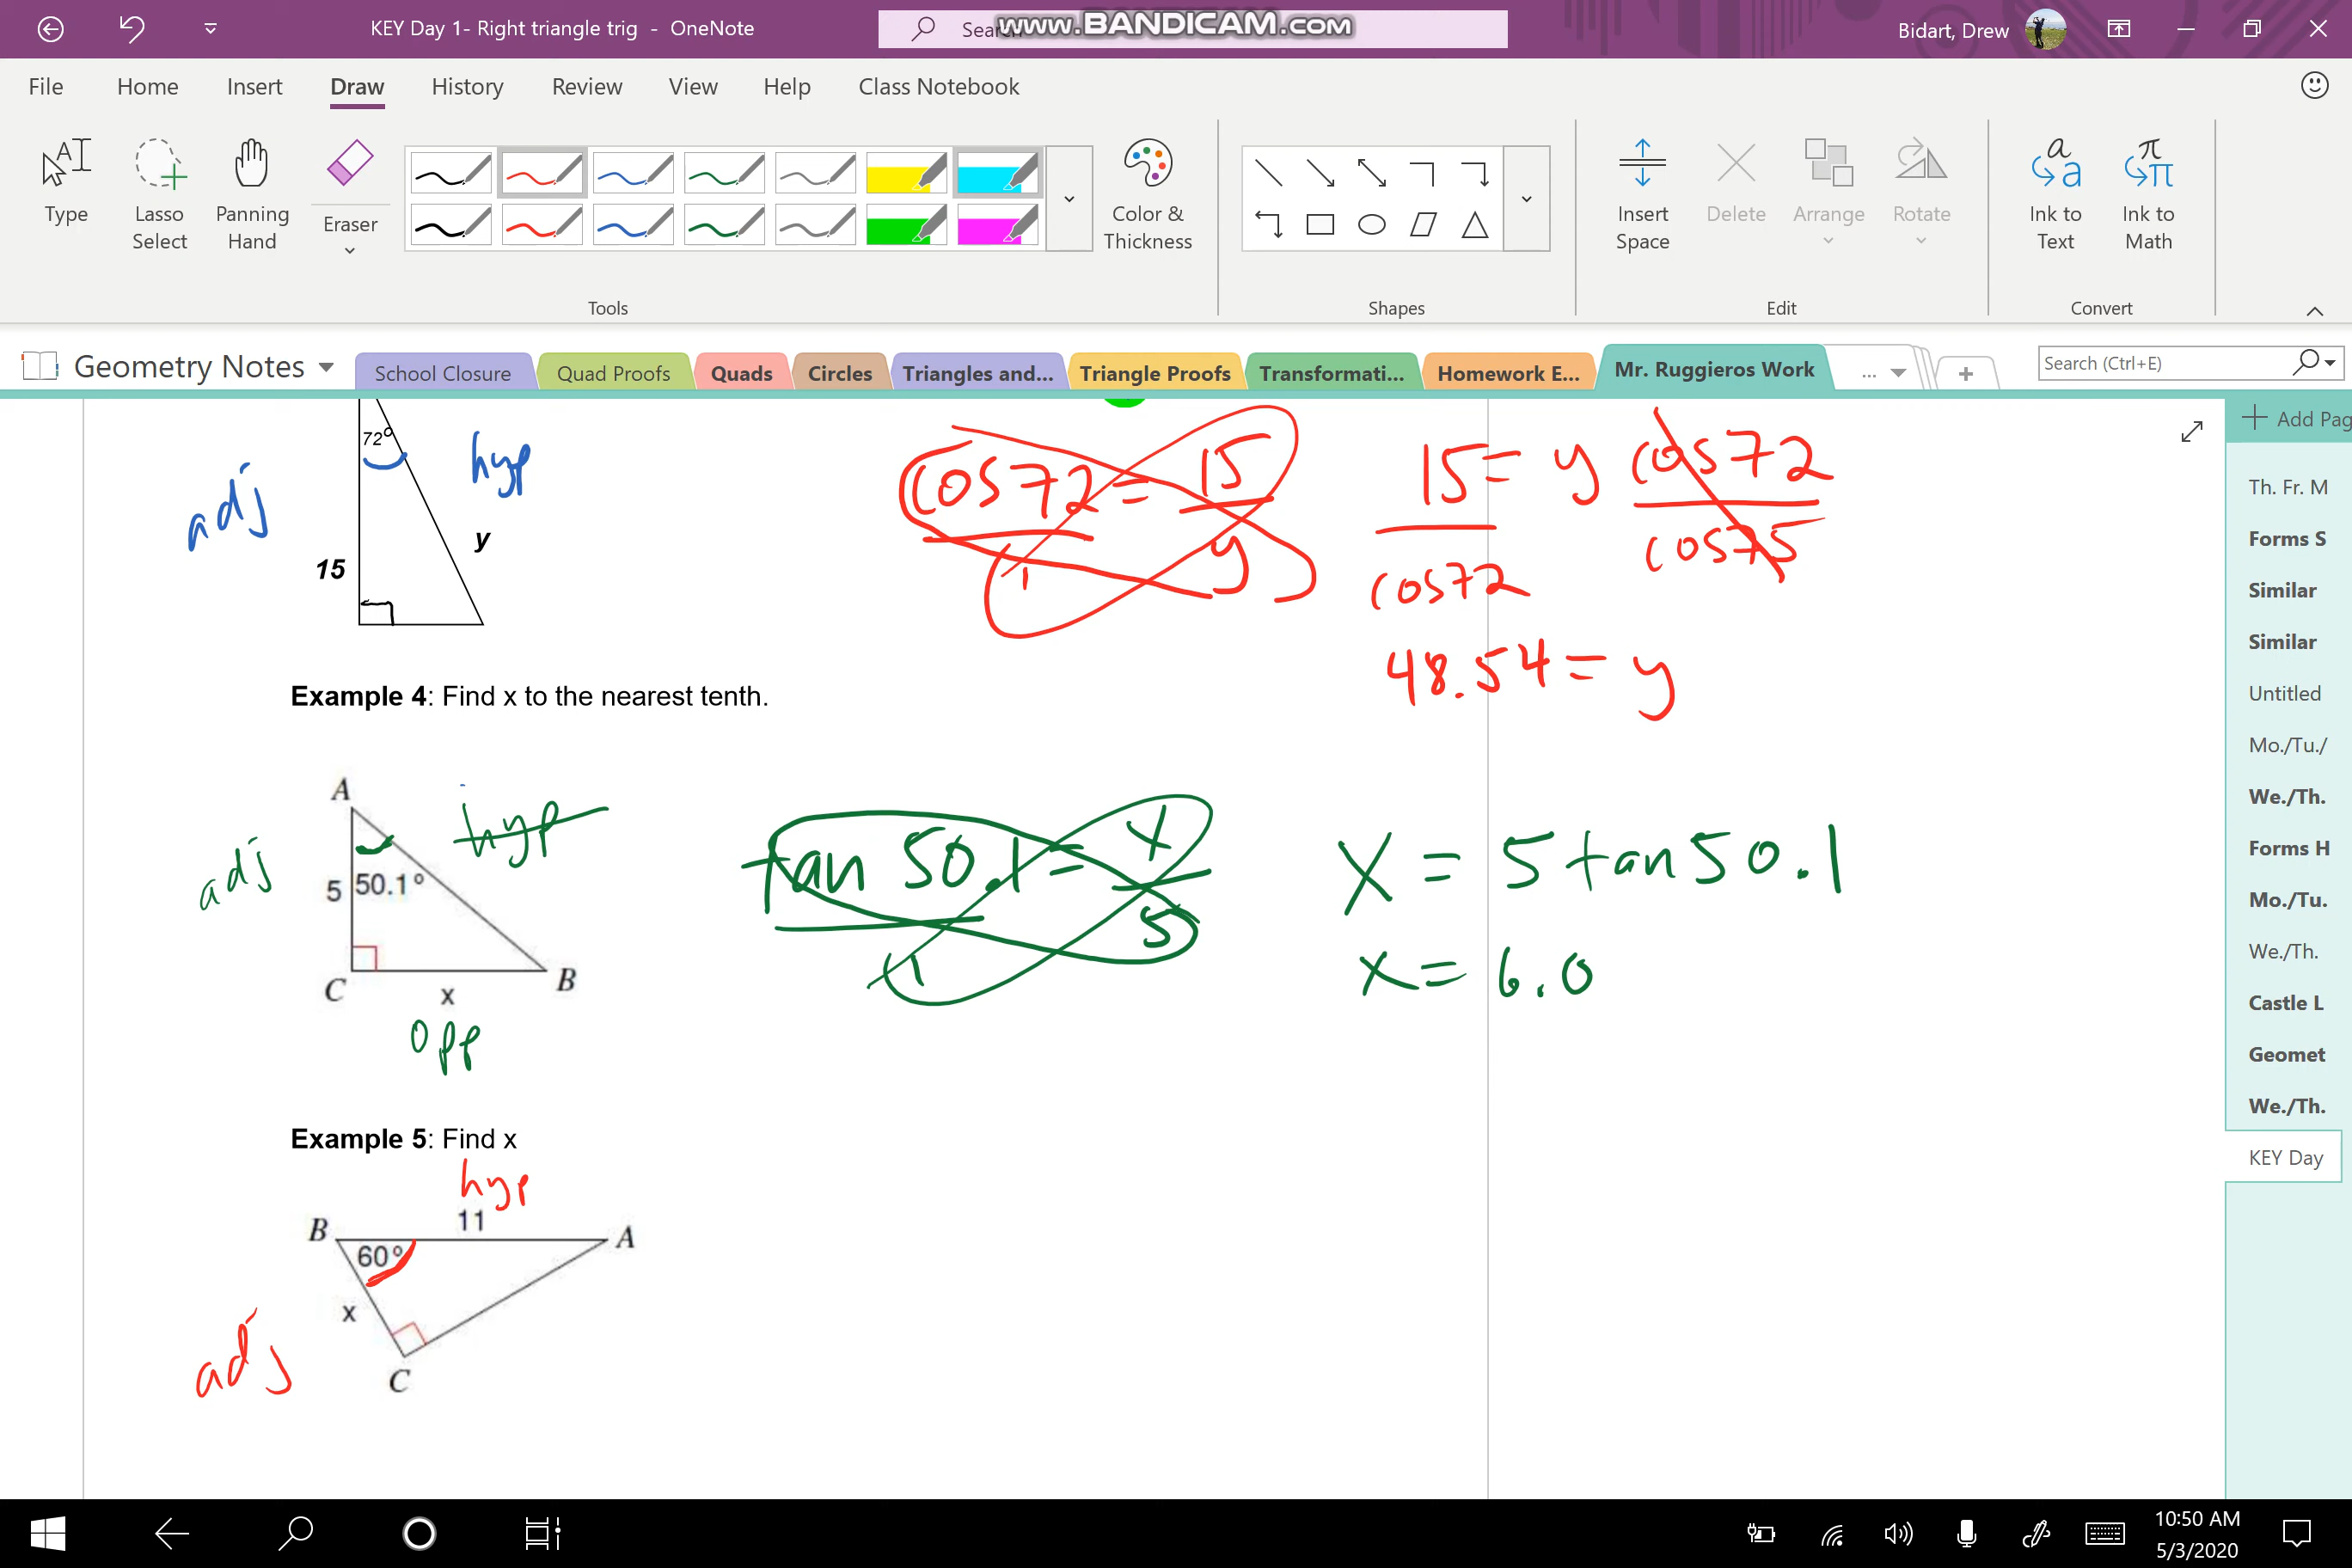 KEY Day 1- Right triangle trig - OneNote
www.BANDICAM.com
Bidart, Drew
File Home Insert Draw History Review View Help Class Notebook
Type
Lasso Select
Panning Hand
Eraser
Color & Thickness
Insert Space
Delete
Arrange
Rotate
a a
Ink to Text
π π
Ink to Math
Tools Shapes Edit Convert
Geometry Notes
School Closure
Quad Proofs
Quads
Circles
Triangles and...
Triangle Proofs
Transformati...
Homework E...
Mr. Ruggieros Work
...
Search (Ctrl+E)
Add Pag
Th. Fr. M
Forms S
Similar
Similar
Untitled
Mo./Tu./
We./Th.
Forms H
Mo./Tu.
We./Th.
Castle L
Geomet
We./Th.
KEY Day
72°
adj
hyp
15
y
cos72 = 15
1 y
15 = y cos72
cos72 cos75
48.54 = y
Example 4: Find x to the nearest tenth.
A
hyp
adj
5
50.1°
C
x
B
opp
tan 50.1 = x
1 5
x = 5 tan 50.1
x = 6.0
Example 5: Find x
hyp
11
B
A
60°
x
adj
C
10:50 AM
5/3/2020